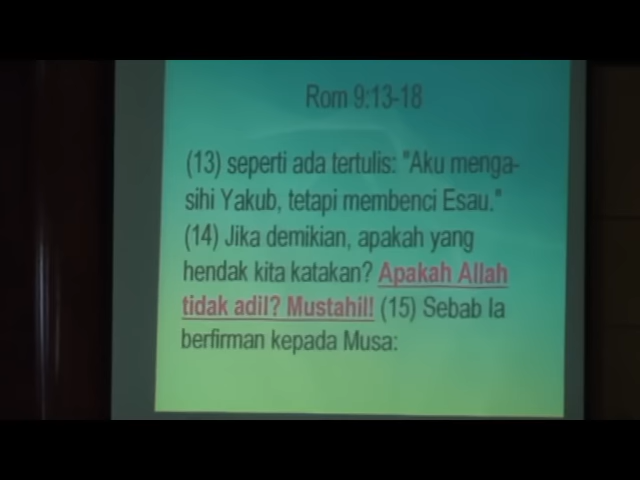 Rom 9:13-18
(13) seperti ada tertulis: "Aku menga-
sihi Yakub, tetapi membenci Esau."
(14) Jika demikian, apakah yang
hendak kita katakan? Apakah Allah
tidak adil? Mustahil! (15) Sebab Ia
berfirman kepada Musa: